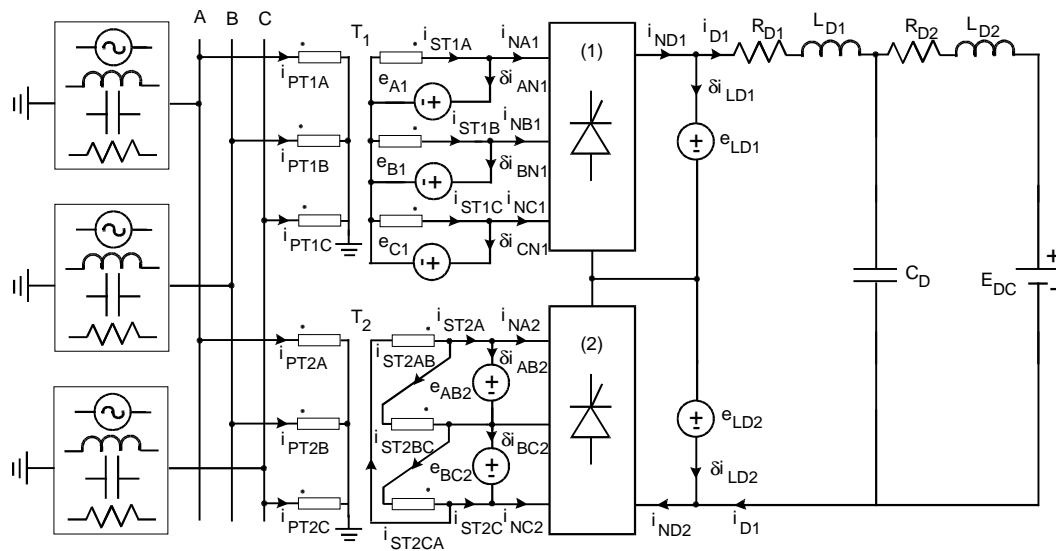 A B C
T1
iPT1A
iPT1B
iPT1C
iPT2A
iPT2B
iPT2C
eA1
eB1
eC1
iST1A
iST1B
iST1C
iNA1
iNB1
iNC1
δiAN1
δiBN1
δiCN1
(1)
iND1
iD1
RD1
LD1
RD2
LD2
δiLD1
eLD1
CD
EDC
+
-
T2
iST2A
iNA2
iST2AB
δiAB2
eAB2
iST2BC
δiBC2
eBC2
iST2C
iNC2
iST2CA
(2)
eLD2
δiLD2
iND2
iD1